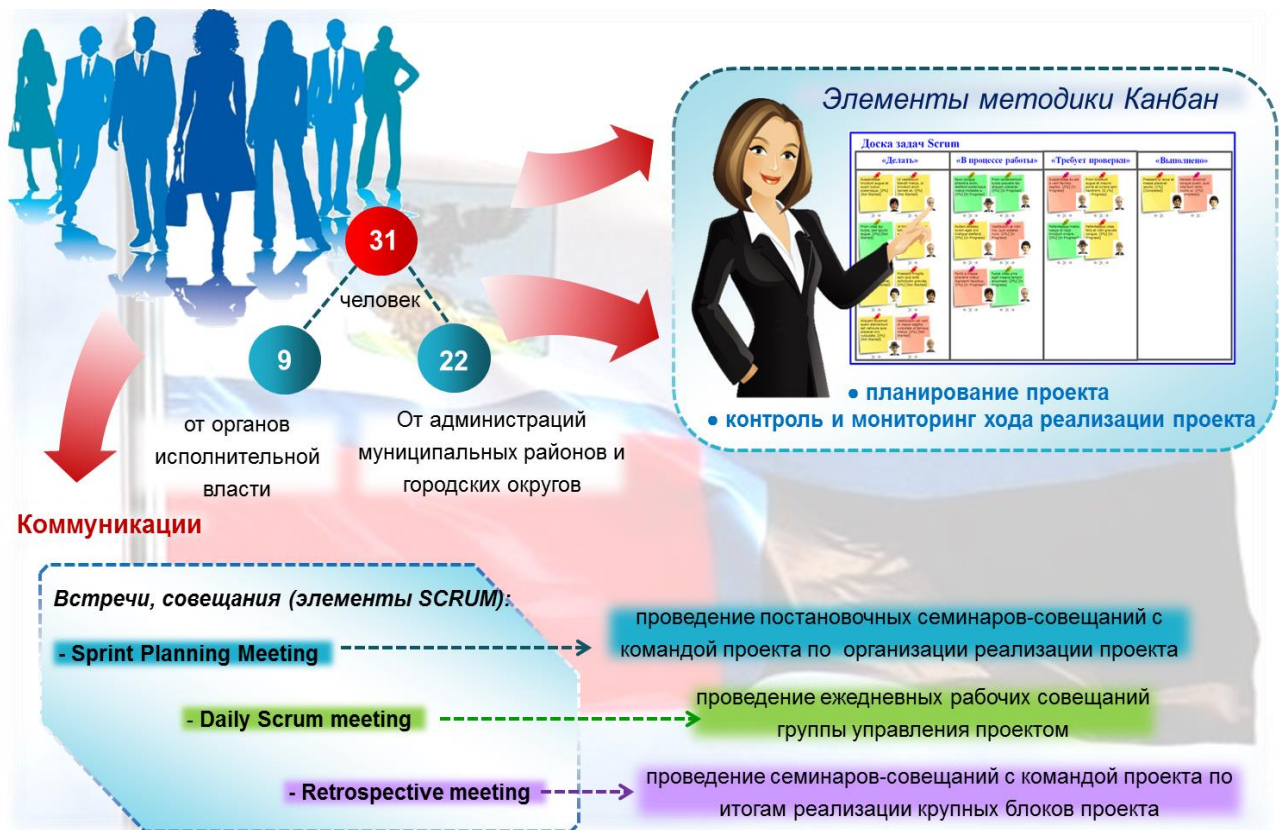 Элементы методики Канбан
Доска задач Scrum
«Делать»
«В процессе работы»
«Требует проверки»
«Выполнено»
● планирование проекта
● контроль и мониторинг хода реализации проекта
31
человек
9
22
от органов
исполнительной
власти
От администраций
муниципальных районов и
городских округов
Коммуникации
Встречи, совещания (элементы SCRUM):
- Sprint Planning Meeting
проведение постановочных семинаров-совещаний с
командой проекта по организации реализации проекта
- Daily Scrum meeting
проведение ежедневных рабочих совещаний
группы управления проектом
- Retrospective meeting
проведение семинаров-совещаний с командой проекта по
итогам реализации крупных блоков проекта